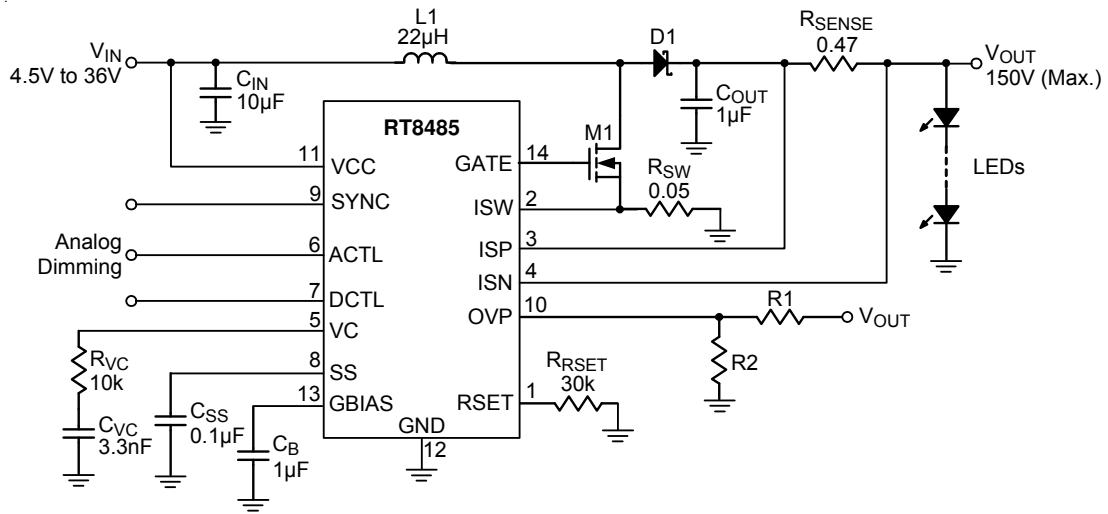 L1
22µH
D1
RSENSE
0.47
VIN
4.5V to 36V
VOUT
150V (Max.)
CIN
10µF
COUT
1µF
RT8485
M1
11
VCC
GATE
14
RSW
0.05
LEDs
9
SYNC
ISW
2
Analog
Dimming
6
ACTL
ISP
3
7
DCTL
ISN
4
5
VC
OVP
10
R1
VOUT
RVC
10k
8
SS
R2
RRSET
30k
13
GBIAS
RSET
1
CVC
3.3nF
CSS
0.1µF
CB
1µF
GND
12